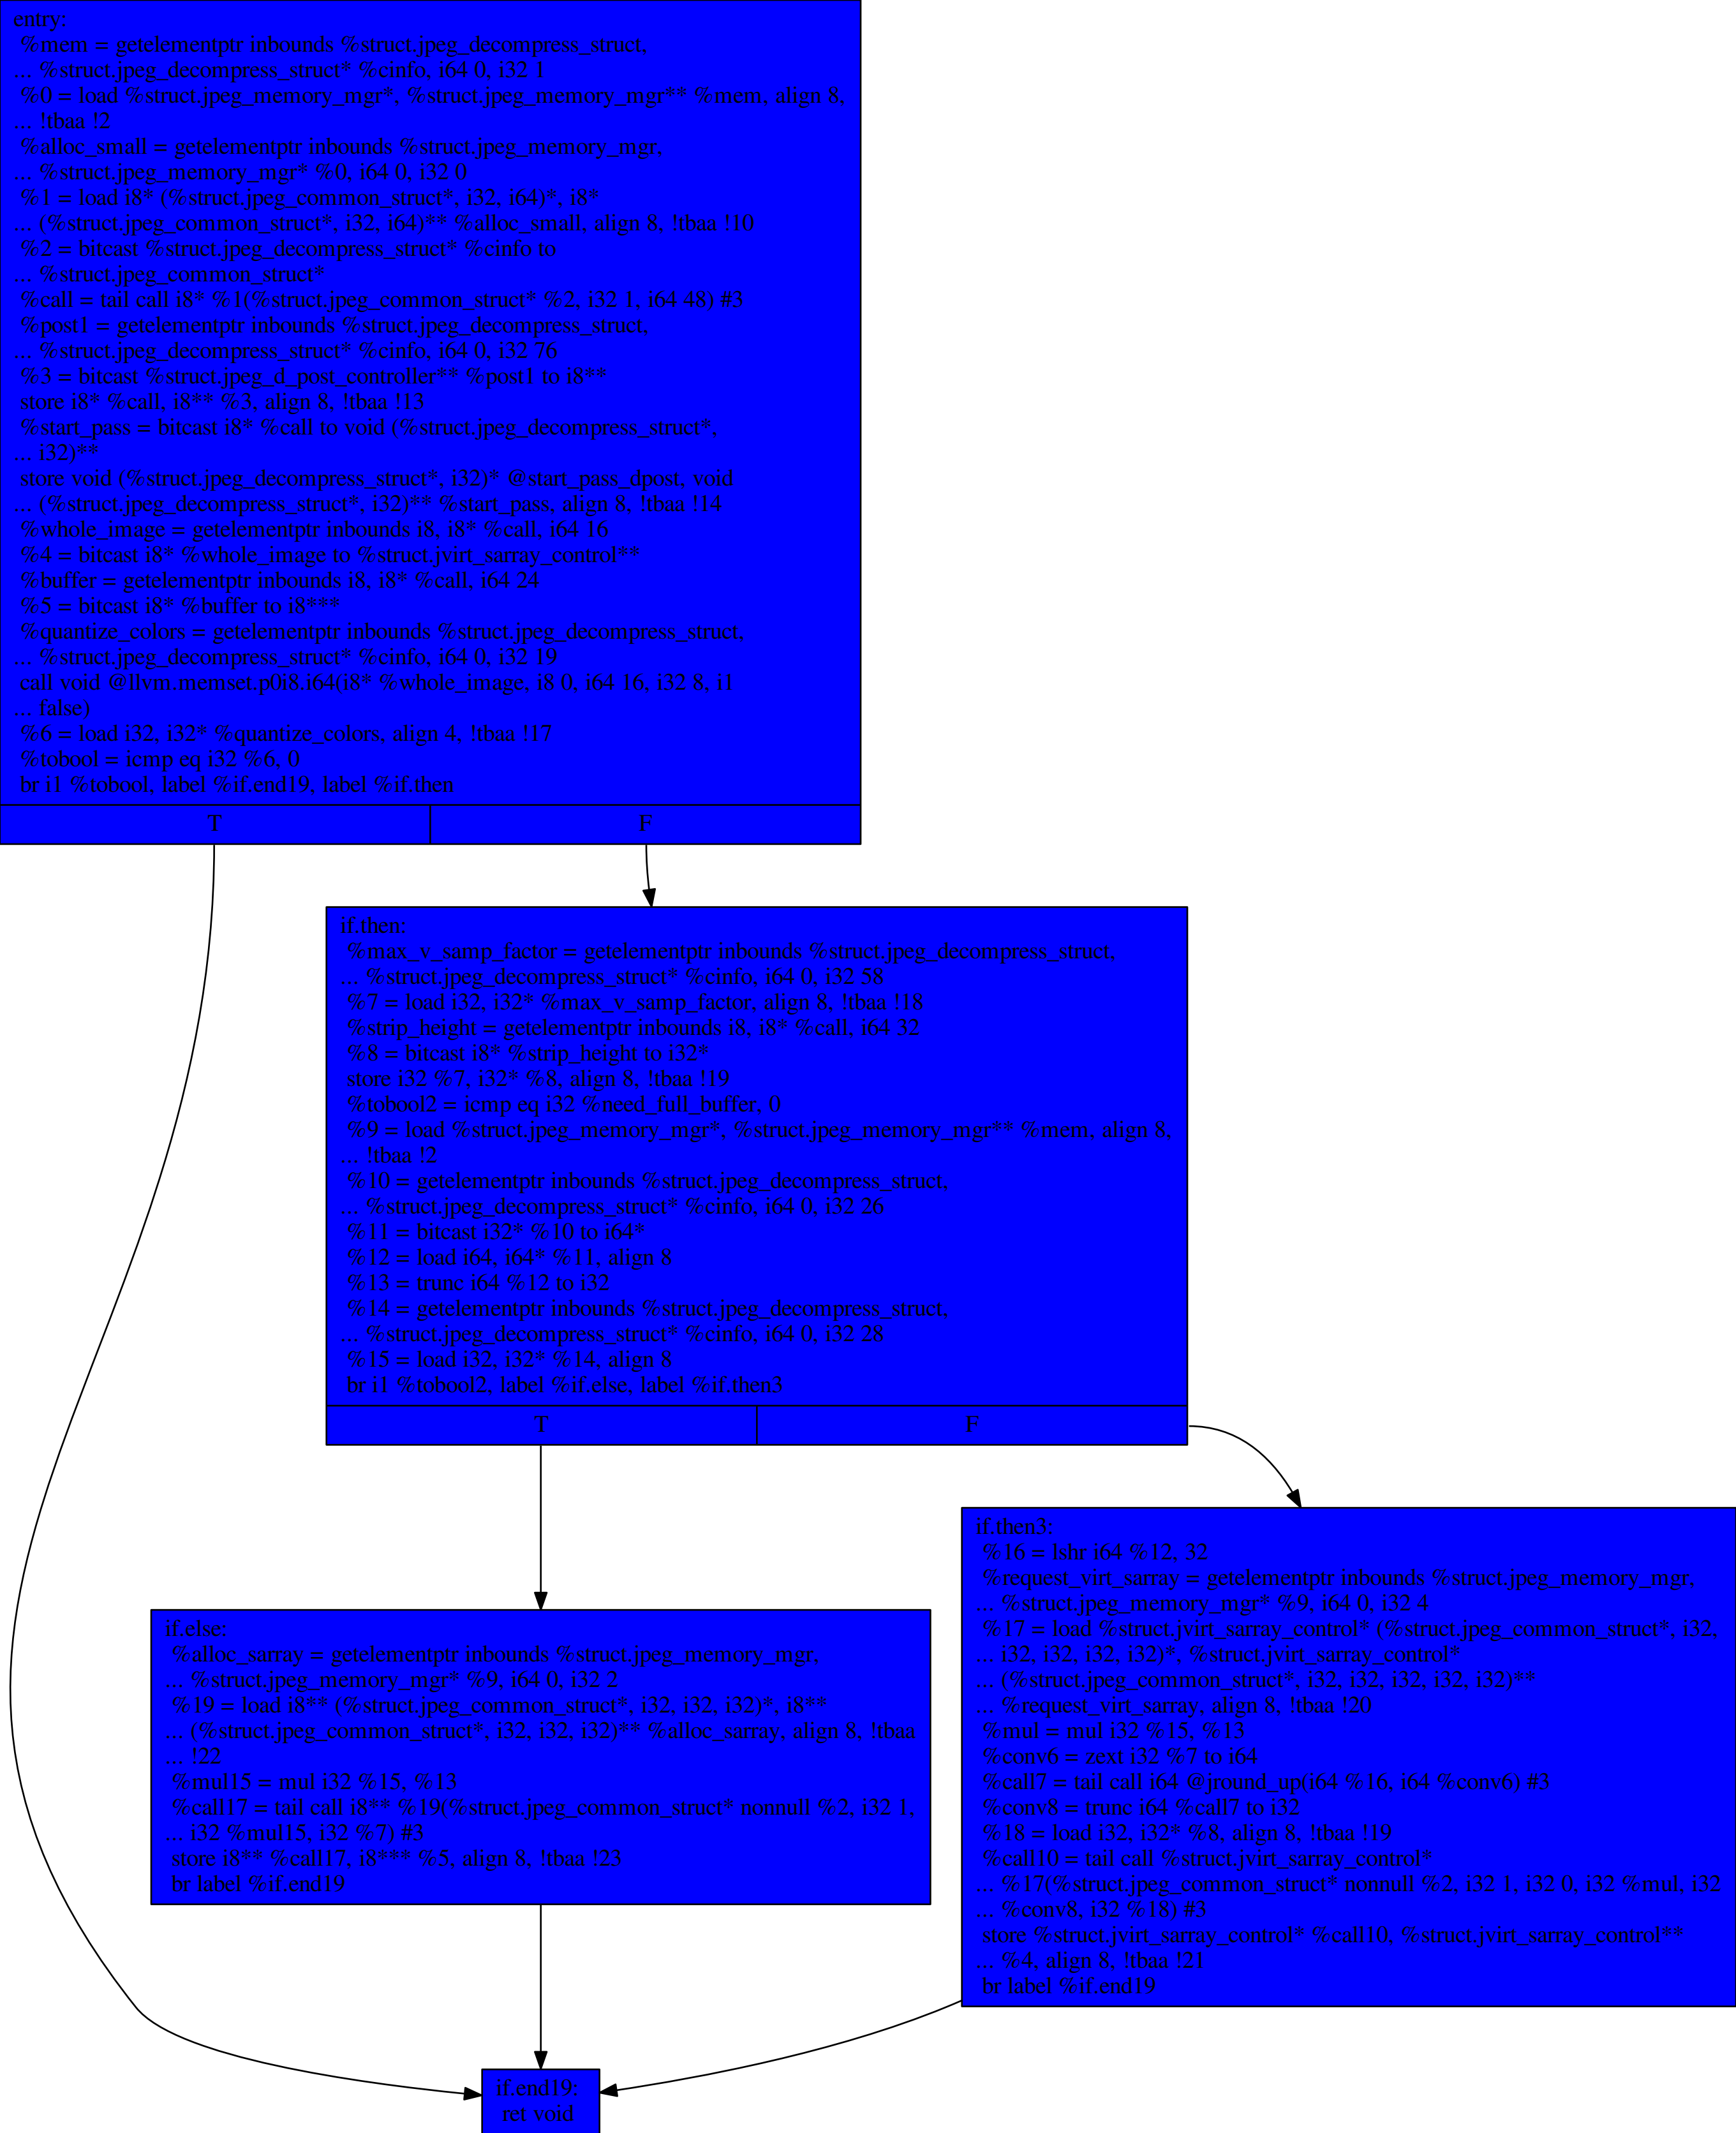 entry:
%mem = getelementptr inbounds %struct.jpeg_decompress_struct,
... %struct.jpeg_decompress_struct* %cinfo, i64 0, i32 1
%0 = load %struct.jpeg_memory_mgr*, %struct.jpeg_memory_mgr** %mem, align 8,
... !tbaa !2
%alloc_small = getelementptr inbounds %struct.jpeg_memory_mgr,
... %struct.jpeg_memory_mgr* %0, i64 0, i32 0
%1 = load i8* (%struct.jpeg_common_struct*, i32, i64)*, i8*
... (%struct.jpeg_common_struct*, i32, i64)** %alloc_small, align 8, !tbaa !10
%2 = bitcast %struct.jpeg_decompress_struct* %cinfo to
... %struct.jpeg_common_struct*
%call = tail call i8* %1(%struct.jpeg_common_struct* %2, i32 1, i64 48) #3
%post1 = getelementptr inbounds %struct.jpeg_decompress_struct,
... %struct.jpeg_decompress_struct* %cinfo, i64 0, i32 76
%3 = bitcast %struct.jpeg_d_post_controller** %post1 to i8**
store i8* %call, i8** %3, align 8, !tbaa !13
%start_pass = bitcast i8* %call to void (%struct.jpeg_decompress_struct*,
... i32)**
store void (%struct.jpeg_decompress_struct*, i32)* @start_pass_dpost, void
... (%struct.jpeg_decompress_struct*, i32)** %start_pass, align 8, !tbaa !14
%whole_image = getelementptr inbounds i8, i8* %call, i64 16
%4 = bitcast i8* %whole_image to %struct.jvirt_sarray_control**
%buffer = getelementptr inbounds i8, i8* %call, i64 24
%5 = bitcast i8* %buffer to i8***
%quantize_colors = getelementptr inbounds %struct.jpeg_decompress_struct,
... %struct.jpeg_decompress_struct* %cinfo, i64 0, i32 19
call void @llvm.memset.p0i8.i64(i8* %whole_image, i8 0, i64 16, i32 8, i1
... false)
%6 = load i32, i32* %quantize_colors, align 4, !tbaa !17
%tobool = icmp eq i32 %6, 0
br i1 %tobool, label %if.end19, label %if.then
T
F
if.then:
%max_v_samp_factor = getelementptr inbounds %struct.jpeg_decompress_struct,
... %struct.jpeg_decompress_struct* %cinfo, i64 0, i32 58
%7 = load i32, i32* %max_v_samp_factor, align 8, !tbaa !18
%strip_height = getelementptr inbounds i8, i8* %call, i64 32
%8 = bitcast i8* %strip_height to i32*
store i32 %7, i32* %8, align 8, !tbaa !19
%tobool2 = icmp eq i32 %need_full_buffer, 0
%9 = load %struct.jpeg_memory_mgr*, %struct.jpeg_memory_mgr** %mem, align 8,
... !tbaa !2
%10 = getelementptr inbounds %struct.jpeg_decompress_struct,
... %struct.jpeg_decompress_struct* %cinfo, i64 0, i32 26
%11 = bitcast i32* %10 to i64*
%12 = load i64, i64* %11, align 8
%13 = trunc i64 %12 to i32
%14 = getelementptr inbounds %struct.jpeg_decompress_struct,
... %struct.jpeg_decompress_struct* %cinfo, i64 0, i32 28
%15 = load i32, i32* %14, align 8
br i1 %tobool2, label %if.else, label %if.then3
T
F
if.then3:
%16 = lshr i64 %12, 32
%request_virt_sarray = getelementptr inbounds %struct.jpeg_memory_mgr,
... %struct.jpeg_memory_mgr* %9, i64 0, i32 4
%17 = load %struct.jvirt_sarray_control* (%struct.jpeg_common_struct*, i32,
... i32, i32, i32, i32)*, %struct.jvirt_sarray_control*
... (%struct.jpeg_common_struct*, i32, i32, i32, i32, i32)**
... %request_virt_sarray, align 8, !tbaa !20
%mul = mul i32 %15, %13
%conv6 = zext i32 %7 to i64
%call7 = tail call i64 @jround_up(i64 %16, i64 %conv6) #3
%conv8 = trunc i64 %call7 to i32
%18 = load i32, i32* %8, align 8, !tbaa !19
%call10 = tail call %struct.jvirt_sarray_control*
... %17(%struct.jpeg_common_struct* nonnull %2, i32 1, i32 0, i32 %mul, i32
... %conv8, i32 %18) #3
store %struct.jvirt_sarray_control* %call10, %struct.jvirt_sarray_control**
... %4, align 8, !tbaa !21
br label %if.end19
if.else:
%alloc_sarray = getelementptr inbounds %struct.jpeg_memory_mgr,
... %struct.jpeg_memory_mgr* %9, i64 0, i32 2
%19 = load i8** (%struct.jpeg_common_struct*, i32, i32, i32)*, i8**
... (%struct.jpeg_common_struct*, i32, i32, i32)** %alloc_sarray, align 8, !tbaa
... !22
%mul15 = mul i32 %15, %13
%call17 = tail call i8** %19(%struct.jpeg_common_struct* nonnull %2, i32 1,
... i32 %mul15, i32 %7) #3
store i8** %call17, i8*** %5, align 8, !tbaa !23
br label %if.end19
if.end19:
ret void